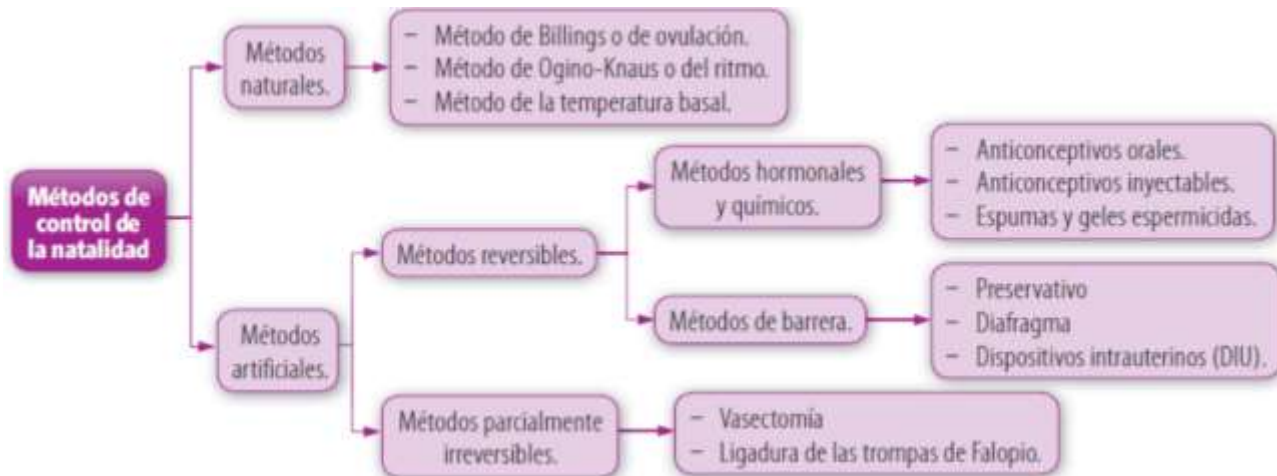 Métodos de
control de
la natalidad
Métodos
naturales.
– Método de Billings o de ovulación.
– Método de Ogino-Knaus o del ritmo.
– Método de la temperatura basal.
Métodos
artificiales.
Métodos reversibles.
Métodos hormonales
y químicos.
– Anticonceptivos orales.
– Anticonceptivos inyectables.
– Espumas y geles espermicidas.
Métodos de barrera.
– Preservativo
– Diafragma
– Dispositivos intrauterinos (DIU).
Métodos parcialmente
irreversibles.
– Vasectomía
– Ligadura de las trompas de Falopio.